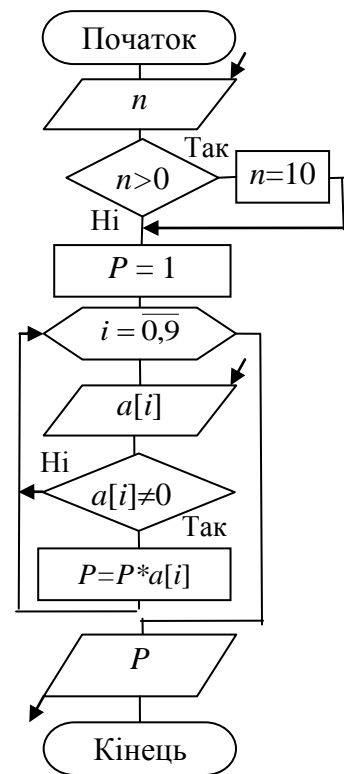 Початок
n
Так
n>0
n=10
Ні
P = 1
i = 0,9
a[i]
Ні
a[i]≠0
Так
P=P*a[i]
P
Кінець